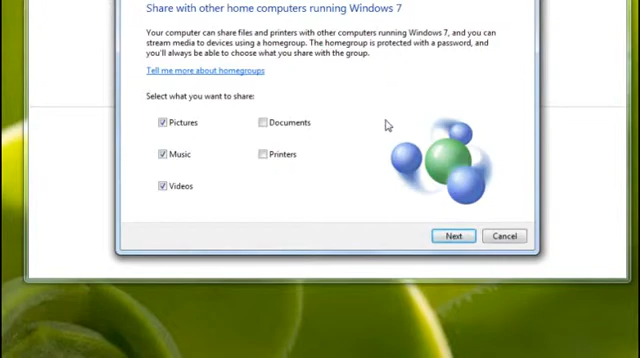 Share with other home computers running Windows 7
Your computer can share files and printers with other computers running Windows 7, and you can
stream media to devices using a homegroup. The homegroup is protected with a password, and
you'll always be able to choose what you share with the group.
Tell me more about homegroups
Select what you want to share:
Pictures
Documents
Music
Printers
Videos
Next
Cancel